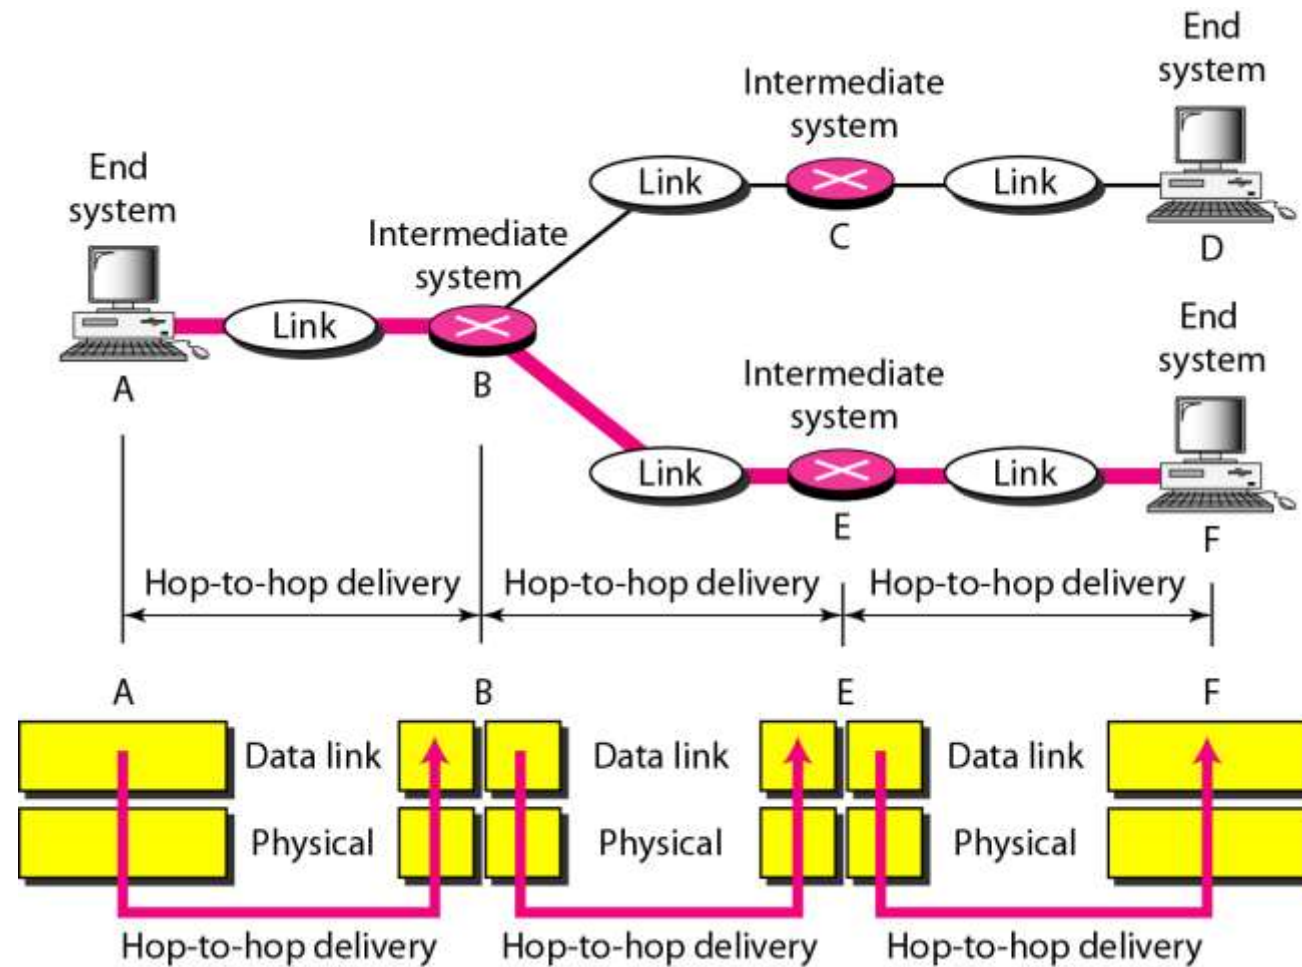 End
system
Intermediate
system
End
system
Link
Link
C
D
Intermediate
system
Link
A
B
End
system
Intermediate
system
Link
Link
E
F
Hop-to-hop delivery
Hop-to-hop delivery
Hop-to-hop delivery
A
B
E
F
Data link
Data link
Data link
Physical
Physical
Physical
Hop-to-hop delivery
Hop-to-hop delivery
Hop-to-hop delivery